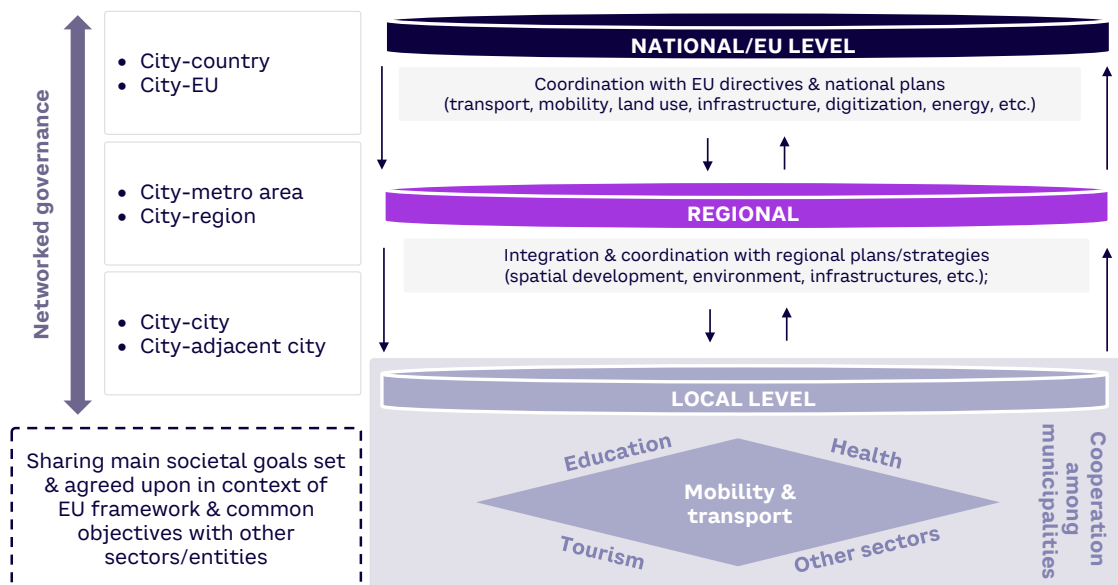 Networked governance
• City-country
• City-EU
• City-metro area
• City-region
• City-city
• City-adjacent city
Sharing main societal goals set
& agreed upon in context of
EU framework & common
objectives with other
sectors/entities
NATIONAL/EU LEVEL
Coordination with EU directives & national plans
(transport, mobility, land use, infrastructure, digitization, energy, etc.)
REGIONAL
Integration & coordination with regional plans/strategies
(spatial development, environment, infrastructures, etc.);
LOCAL LEVEL
Education
Health
Mobility &
transport
Tourism
Other sectors
Cooperation
among
municipalities